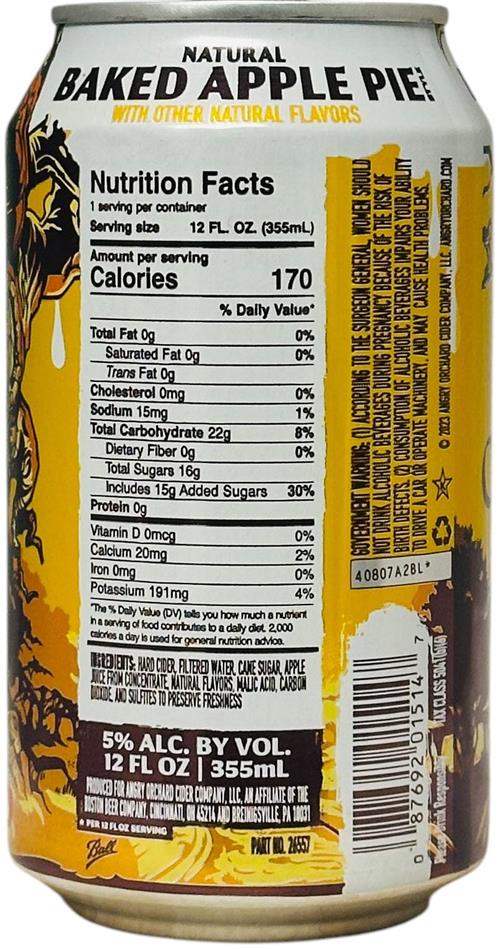 NATURAL
BAKED APPLE PIE
STYLE
WITH OTHER NATURAL FLAVORS
Nutrition Facts
1 serving per container
Serving size 12 FL. OZ. (355mL)
Amount per serving
Calories 170
% Daily Value*
Total Fat 0g 0%
Saturated Fat 0g 0%
Trans Fat 0g
Cholesterol 0mg 0%
Sodium 15mg 1%
Total Carbohydrate 22g 8%
Dietary Fiber 0g 0%
Total Sugars 16g
Includes 15g Added Sugars 30%
Protein 0g
Vitamin D 0mcg 0%
Calcium 20mg 2%
Iron 0mg 0%
Potassium 191mg 4%
*The % Daily Value (DV) tells you how much a nutrient
in a serving of food contributes to a daily diet. 2,000
calories a day is used for general nutrition advice.
INGREDIENTS: HARD CIDER, FILTERED WATER, CANE SUGAR, APPLE
JUICE FROM CONCENTRATE, NATURAL FLAVORS, MALIC ACID, CARBON
DIOXIDE, AND SULFITES TO PRESERVE FRESHNESS
5% ALC. BY VOL.
12 FL OZ | 355mL
PRODUCED FOR ANGRY ORCHARD CIDER COMPANY, LLC, AN AFFILIATE OF THE
BOSTON BEER COMPANY, CINCINNATI, OH 45214 AND BREINIGSVILLE, PA 18031
* PER 12 FL OZ SERVING
Ball
PART NO. 26557
GOVERNMENT WARNING: (1) ACCORDING TO THE SURGEON GENERAL, WOMEN SHOULD
NOT DRINK ALCOHOLIC BEVERAGES DURING PREGNANCY BECAUSE OF THE RISK OF
BIRTH DEFECTS. (2) CONSUMPTION OF ALCOHOLIC BEVERAGES IMPAIRS YOUR ABILITY
TO DRIVE A CAR OR OPERATE MACHINERY, AND MAY CAUSE HEALTH PROBLEMS.
© 2023 ANGRY ORCHARD CIDER COMPANY, LLC ANGRYORCHARD.COM
40807A2BL*
0 87692 01514 7